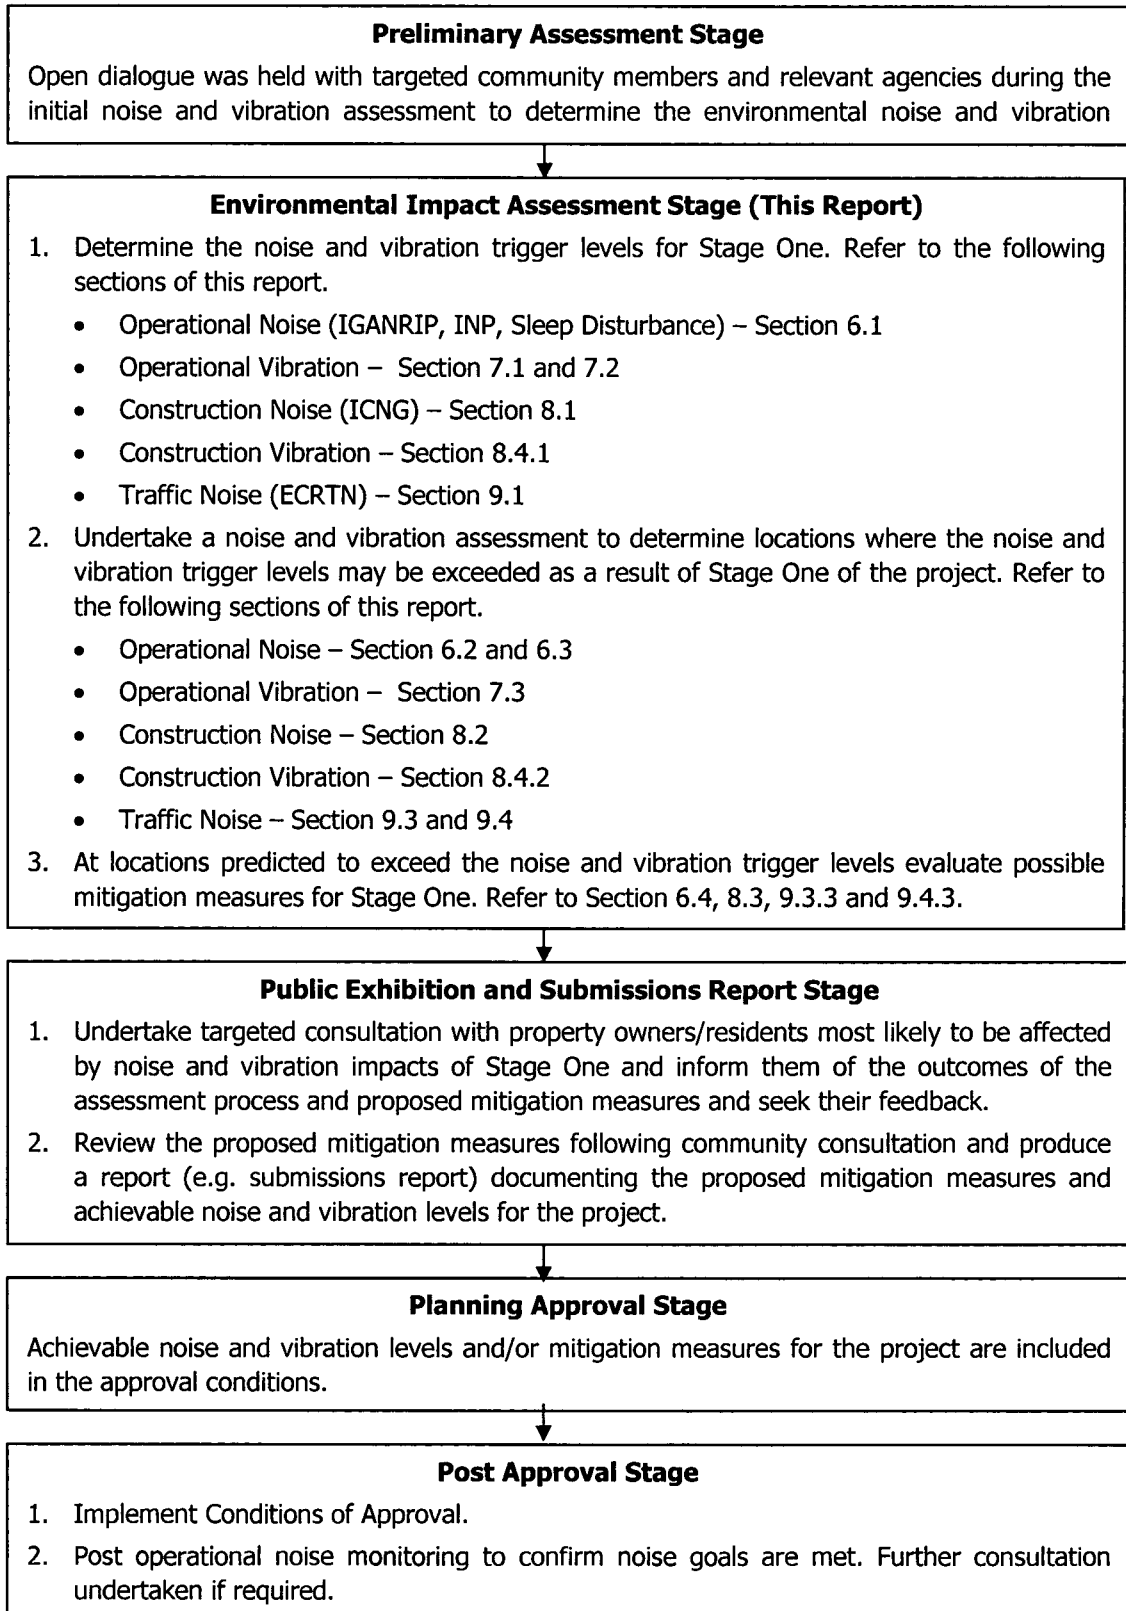 Preliminary Assessment Stage
Open dialogue was held with targeted community members and relevant agencies during the
initial noise and vibration assessment to determine the environmental noise and vibration
Environmental Impact Assessment Stage (This Report)
1. Determine the noise and vibration trigger levels for Stage One. Refer to the following
sections of this report.
• Operational Noise (IGANRIP, INP, Sleep Disturbance) – Section 6.1
• Operational Vibration – Section 7.1 and 7.2
• Construction Noise (ICNG) – Section 8.1
• Construction Vibration – Section 8.4.1
• Traffic Noise (ECRTN) – Section 9.1
2. Undertake a noise and vibration assessment to determine locations where the noise and
vibration trigger levels may be exceeded as a result of Stage One of the project. Refer to
the following sections of this report.
• Operational Noise – Section 6.2 and 6.3
• Operational Vibration – Section 7.3
• Construction Noise – Section 8.2
• Construction Vibration – Section 8.4.2
• Traffic Noise – Section 9.3 and 9.4
3. At locations predicted to exceed the noise and vibration trigger levels evaluate possible
mitigation measures for Stage One. Refer to Section 6.4, 8.3, 9.3.3 and 9.4.3.
Public Exhibition and Submissions Report Stage
1. Undertake targeted consultation with property owners/residents most likely to be affected
by noise and vibration impacts of Stage One and inform them of the outcomes of the
assessment process and proposed mitigation measures and seek their feedback.
2. Review the proposed mitigation measures following community consultation and produce
a report (e.g. submissions report) documenting the proposed mitigation measures and
achievable noise and vibration levels for the project.
Planning Approval Stage
Achievable noise and vibration levels and/or mitigation measures for the project are included
in the approval conditions.
Post Approval Stage
1. Implement Conditions of Approval.
2. Post operational noise monitoring to confirm noise goals are met. Further consultation
undertaken if required.